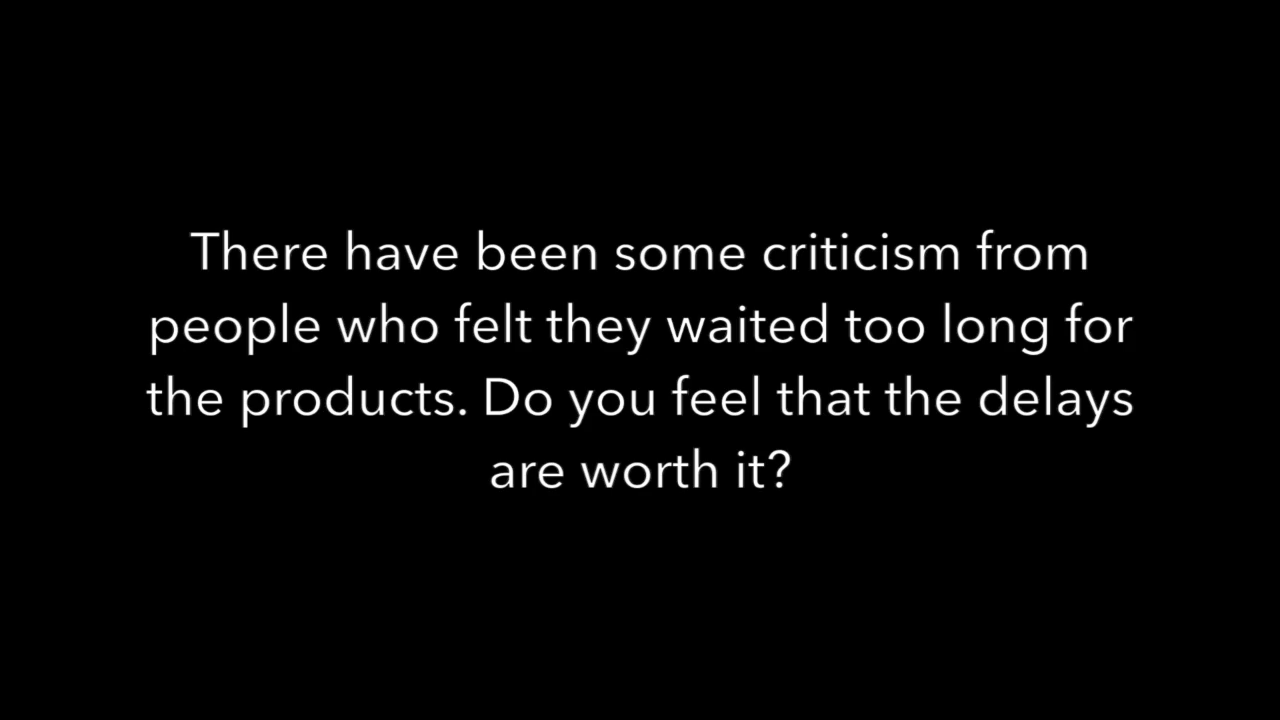 There have been some criticism from
people who felt they waited too long for
the products. Do you feel that the delays
are worth it?